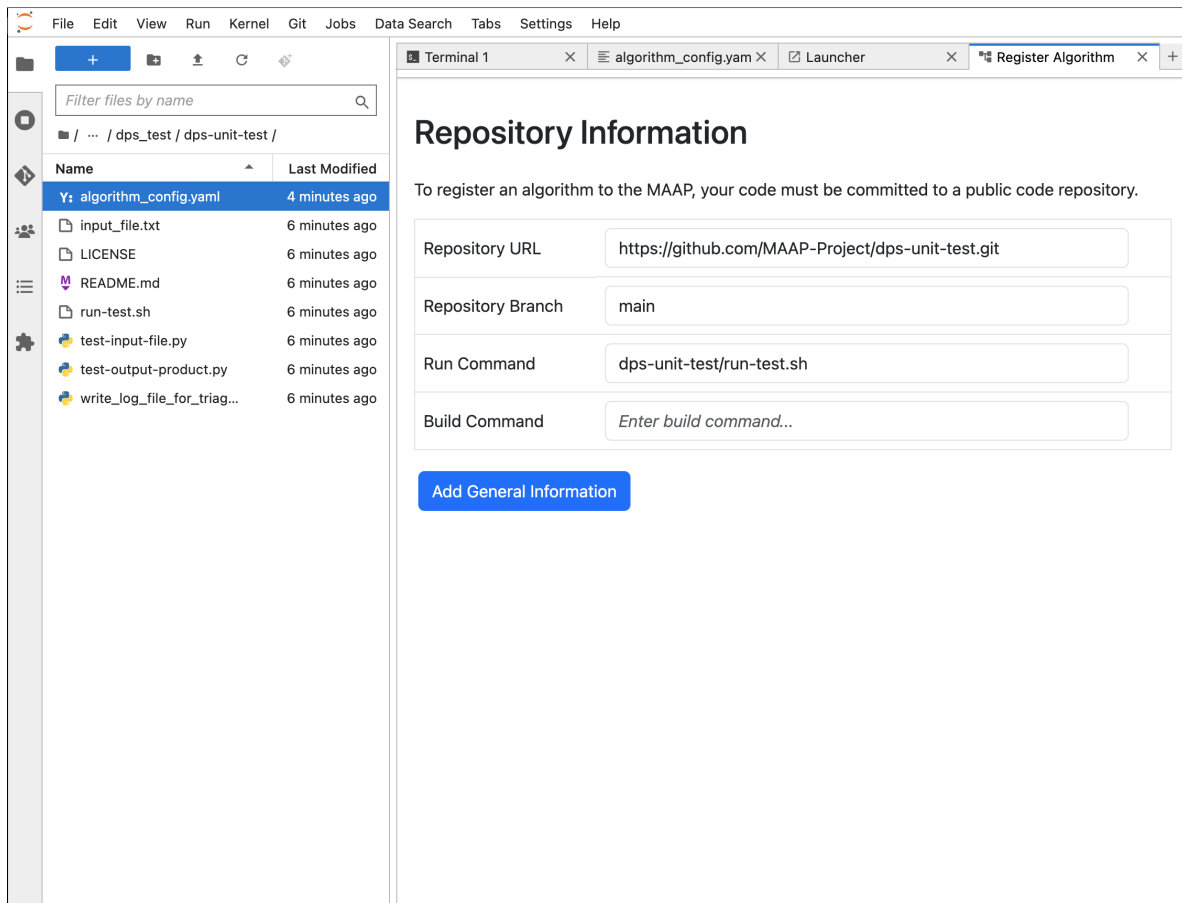 File Edit View Run Kernel Git Jobs Data Search Tabs Settings Help
+
Filter files by name
/ ··· / dps_test / dps-unit-test /
Name Last Modified
Y: algorithm_config.yaml 4 minutes ago
input_file.txt 6 minutes ago
LICENSE 6 minutes ago
M README.md 6 minutes ago
run-test.sh 6 minutes ago
test-input-file.py 6 minutes ago
test-output-product.py 6 minutes ago
write_log_file_for_triag... 6 minutes ago
Terminal 1 algorithm_config.yam Launcher Register Algorithm +
Repository Information
To register an algorithm to the MAAP, your code must be committed to a public code repository.
Repository URL https://github.com/MAAP-Project/dps-unit-test.git
Repository Branch main
Run Command dps-unit-test/run-test.sh
Build Command Enter build command...
Add General Information